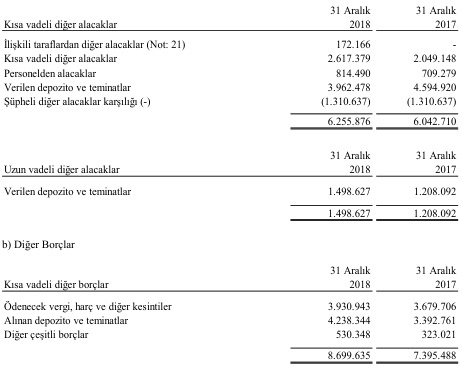 31 Aralık 31 Aralık
Kısa vadeli diğer alacaklar 2018 2017
İlişkili taraflardan diğer alacaklar (Not: 21) 172.166 -
Kısa vadeli diğer alacaklar 2.617.379 2.049.148
Personelden alacaklar 814.490 709.279
Verilen depozito ve teminatlar 3.962.478 4.594.920
Şüpheli diğer alacaklar karşılığı (-) (1.310.637) (1.310.637)
6.255.876 6.042.710
31 Aralık 31 Aralık
Uzun vadeli diğer alacaklar 2018 2017
Verilen depozito ve teminatlar 1.498.627 1.208.092
1.498.627 1.208.092
b) Diğer Borçlar
31 Aralık 31 Aralık
Kısa vadeli diğer borçlar 2018 2017
Ödenecek vergi, harç ve diğer kesintiler 3.930.943 3.679.706
Alınan depozito ve teminatlar 4.238.344 3.392.761
Diğer çeşitli borçlar 530.348 323.021
8.699.635 7.395.488